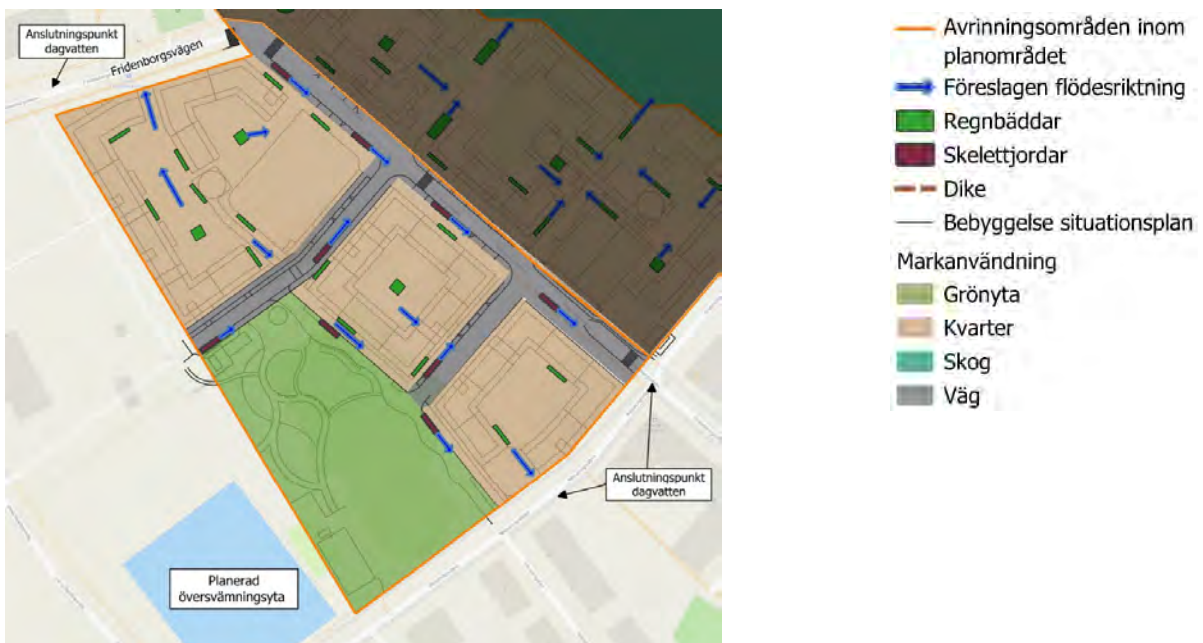 Anslutningspunkt
dagvatten
Fridenborgsvägen
Anslutningspunkt
dagvatten
Planerad
översvämningsyta
Avrinningsområden inom
planområdet
Föreslagen flödesriktning
Regnbäddar
Skelettjordar
Dike
Bebyggelse situationsplan
Markanvändning
Grönyta
Kvarter
Skog
Väg